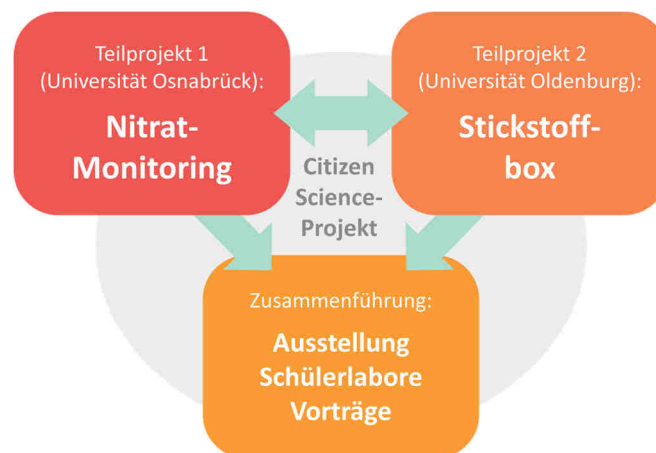 Teilprojekt 1
(Universität Osnabrück):
Nitrat-
Monitoring
Teilprojekt 2
(Universität Oldenburg):
Stickstoff-
box
Citizen
Science-
Projekt
Zusammenführung:
Ausstellung
Schülerlabore
Vorträge